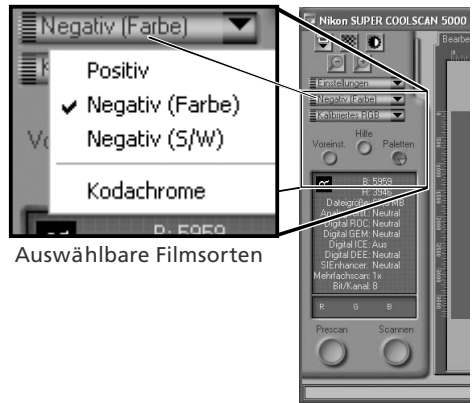 Negativ (Farbe)
K
Positiv
Negativ (Farbe)
Negativ (S/W)
Vo
Kodachrome
B: 5959
Auswählbare Filmsorten
Nikon SUPER COOLSCAN 5000
Bearbe
Einstellungen
Negativ (Farbe)
Kalibriertes RGB
Hilfe
Voreinst.
Paletten
B: 5959
H: 3946
Digital ROC: Neutral
Digital GEM: Neutral
Digital ICE: Aus
Digital DEE: Neutral
SIEnhancer: Neutral
Mehrfachscan: 1x
Bit/Kanal: 8
R G B
Prescan Scannen